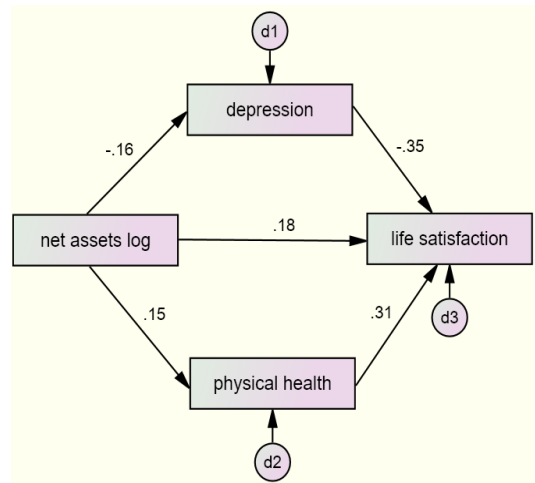 d1
depression
-.16
-.35
net assets log
.18
life satisfaction
.15
.31
d3
physical health
d2